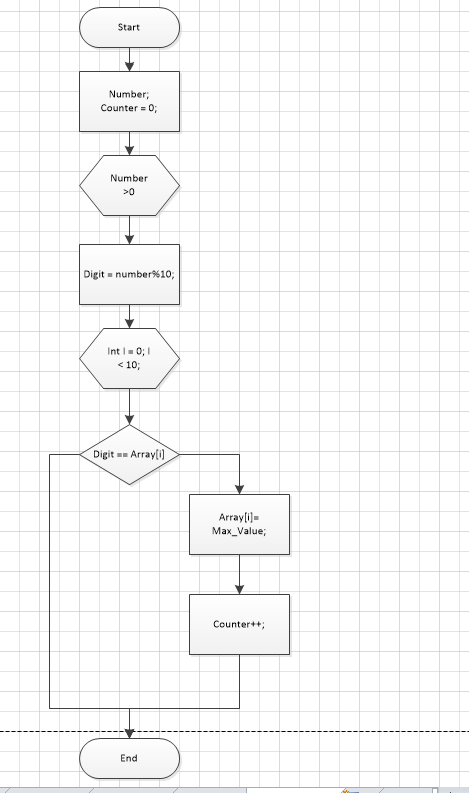 Start
Number;
Counter = 0;
Number
>0
Digit = number%10;
Int I = 0; I
< 10;
Digit == Array[i]
Array[i]=
Max_Value;
Counter++;
End